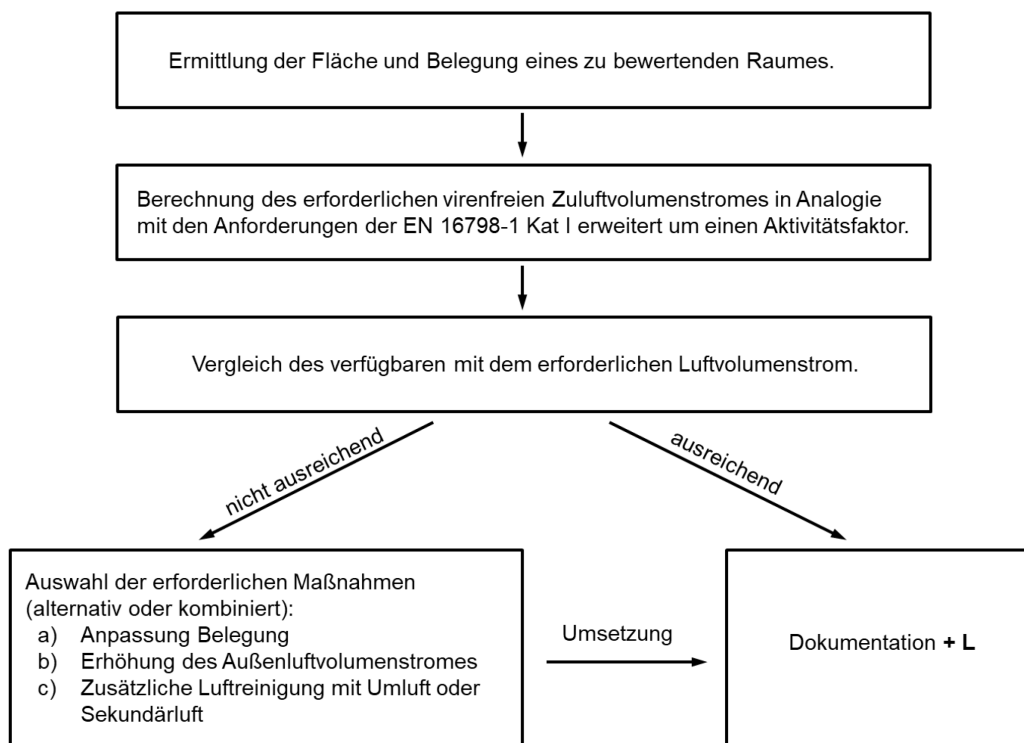 Ermittlung der Fläche und Belegung eines zu bewertenden Raumes.
Berechnung des erforderlichen virenfreien Zuluftvolumenstromes in Analogie
mit den Anforderungen der EN 16798-1 Kat I erweitert um einen Aktivitätsfaktor.
Vergleich des verfügbaren mit dem erforderlichen Luftvolumenstrom.
nicht ausreichend
ausreichend
Auswahl der erforderlichen Maßnahmen
(alternativ oder kombiniert):
a) Anpassung Belegung
b) Erhöhung des Außenluftvolumenstromes
c) Zusätzliche Luftreinigung mit Umluft oder
Sekundärluft
Umsetzung
Dokumentation + L